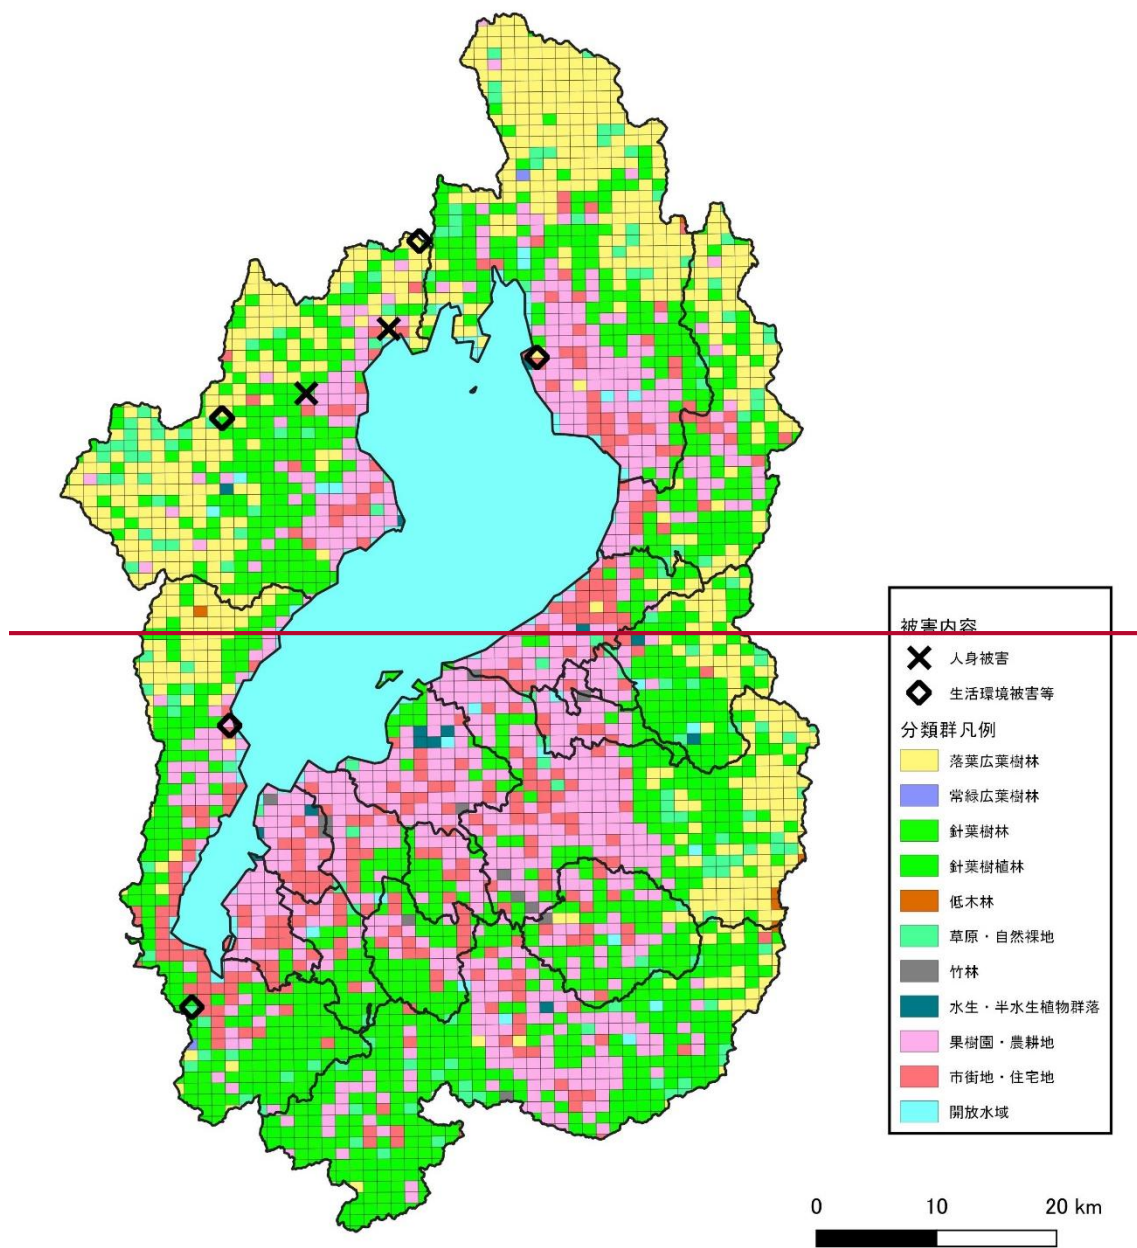 被害内容
人身被害
生活環境被害等
分類群凡例
落葉広葉樹林
常緑広葉樹林
針葉樹林
針葉樹植林
低木林
草原・自然裸地
竹林
水生・半水生植物群落
果樹園・農耕地
市街地・住宅地
開放水域
0 10 20 km